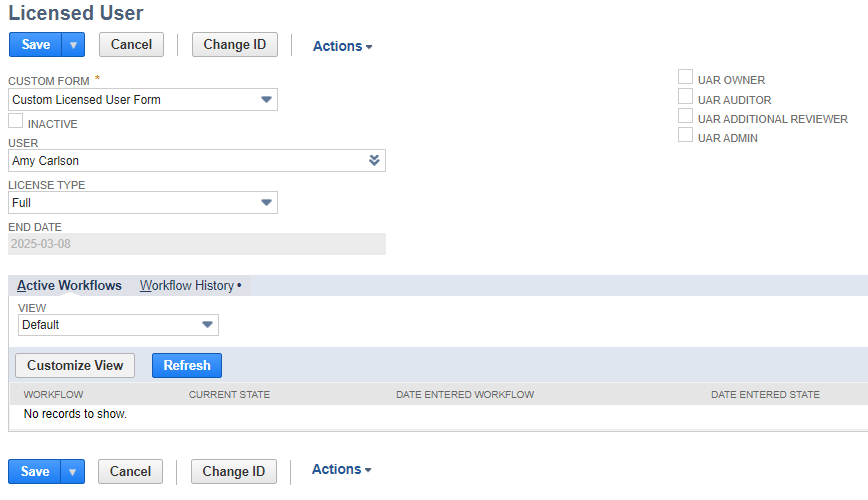 Licensed User
Save
Cancel
Change ID
Actions
CUSTOM FORM *
Custom Licensed User Form
INACTIVE
USER
Amy Carlson
LICENSE TYPE
Full
END DATE
2025-03-08
UAR OWNER
UAR AUDITOR
UAR ADDITIONAL REVIEWER
UAR ADMIN
Active Workflows
Workflow History •
VIEW
Default
Customize View
Refresh
WORKFLOW
CURRENT STATE
DATE ENTERED WORKFLOW
DATE ENTERED STATE
No records to show.
Save
Cancel
Change ID
Actions